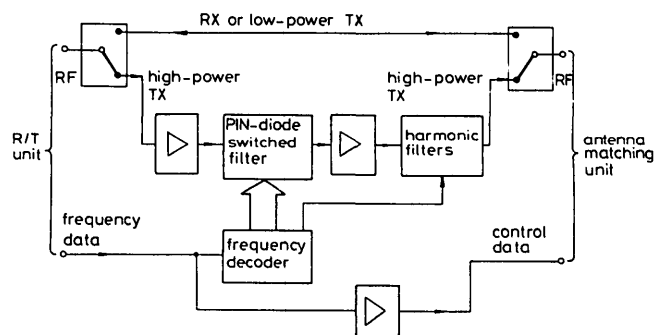 RX or low-power TX
RF
high-power
TX
high-power
TX
RF
R/T
unit
PIN-diode
switched
filter
harmonic
filters
antenna
matching
unit
frequency
data
frequency
decoder
control
data